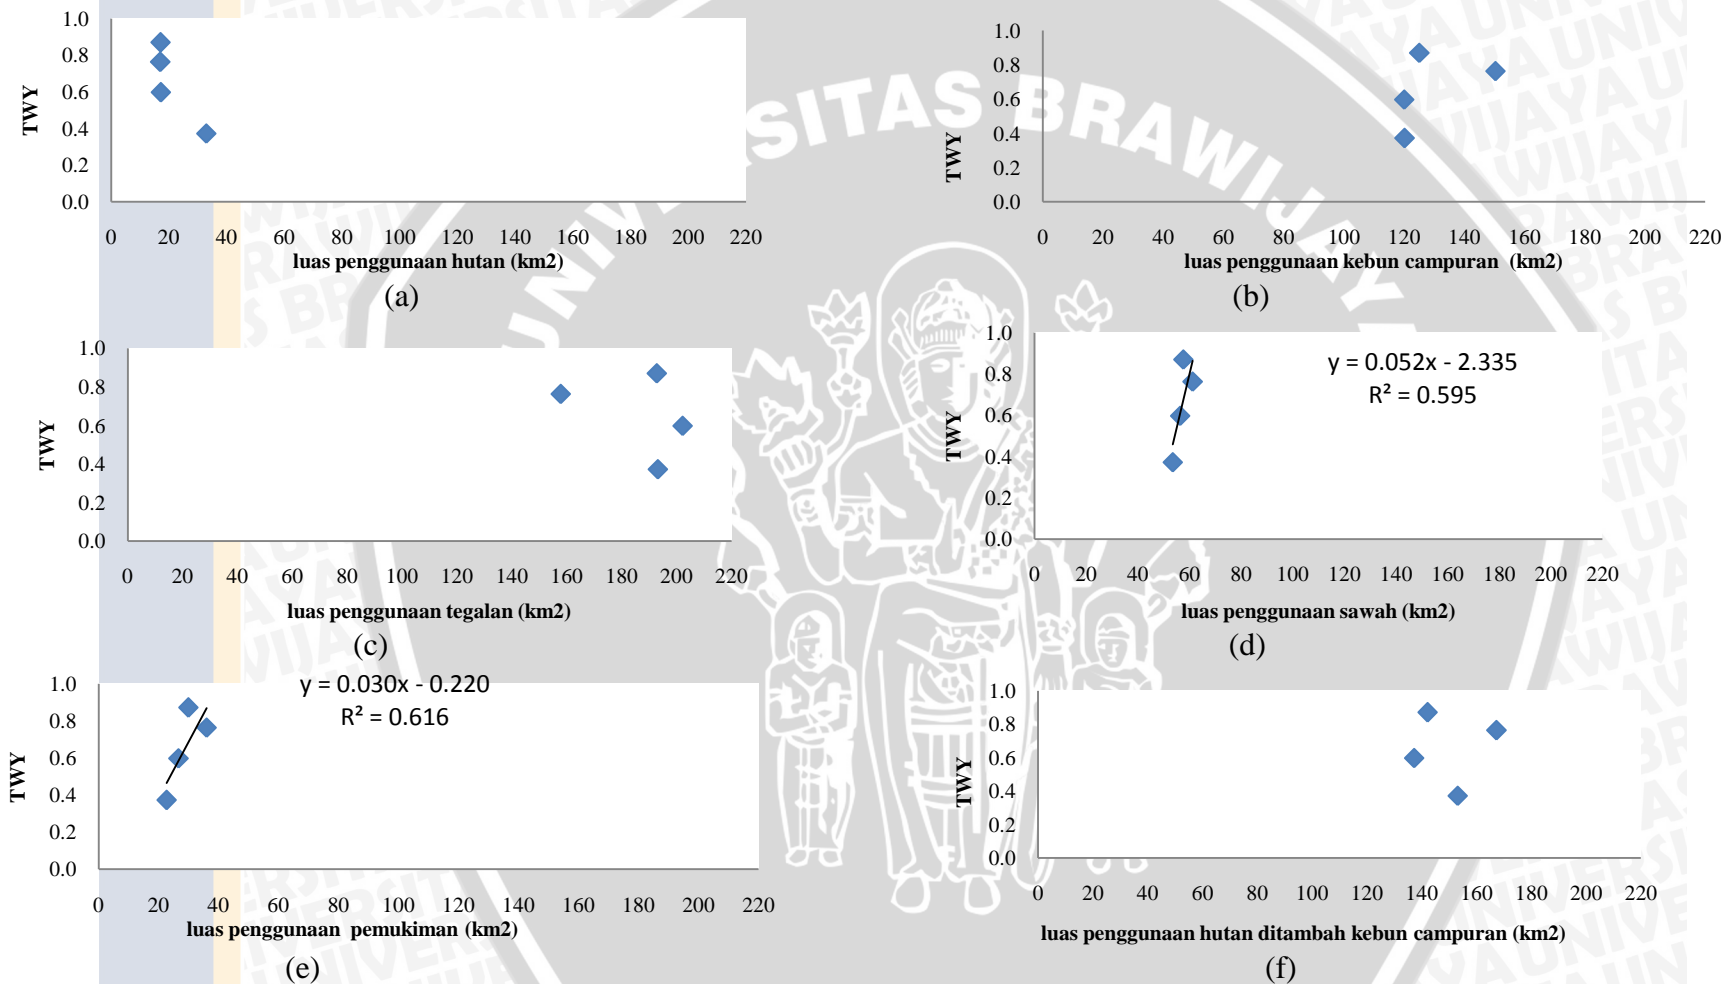 1.0
0.8
0.6
0.4
0.2
0.0
TWY
0 20 40 60 80 100 120 140 160 180 200 220
luas penggunaan hutan (km2)
(a)
1.0
0.8
0.6
0.4
0.2
0.0
TWY
0 20 40 60 80 100 120 140 160 180 200 220
luas penggunaan kebun campuran (km2)
(b)
1.0
0.8
0.6
0.4
0.2
0.0
TWY
0 20 40 60 80 100 120 140 160 180 200 220
luas penggunaan tegalan (km2)
(c)
1.0
0.8
0.6
0.4
0.2
0.0
TWY
y = 0.052x - 2.335
R² = 0.595
0 20 40 60 80 100 120 140 160 180 200 220
luas penggunaan sawah (km2)
(d)
1.0
0.8
0.6
0.4
0.2
0.0
TWY
y = 0.030x - 0.220
R² = 0.616
0 20 40 60 80 100 120 140 160 180 200 220
luas penggunaan pemukiman (km2)
(e)
1.0
0.8
0.6
0.4
0.2
0.0
TWY
0 20 40 60 80 100 120 140 160 180 200 220
luas penggunaan hutan ditambah kebun campuran (km2)
(f)
BRAWIJAYA